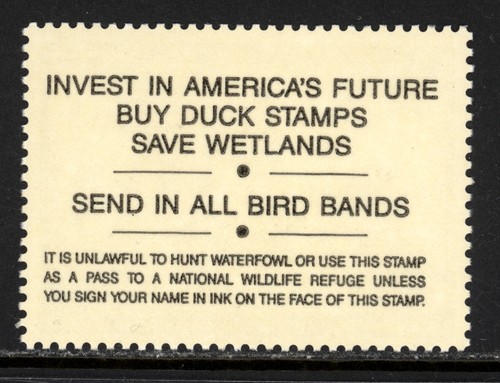 INVEST IN AMERICA'S FUTURE
BUY DUCK STAMPS
SAVE WETLANDS
SEND IN ALL BIRD BANDS
IT IS UNLAWFUL TO HUNT WATERFOWL OR USE THIS STAMP
AS A PASS TO A NATIONAL WILDLIFE REFUGE UNLESS
YOU SIGN YOUR NAME IN INK ON THE FACE OF THIS STAMP.